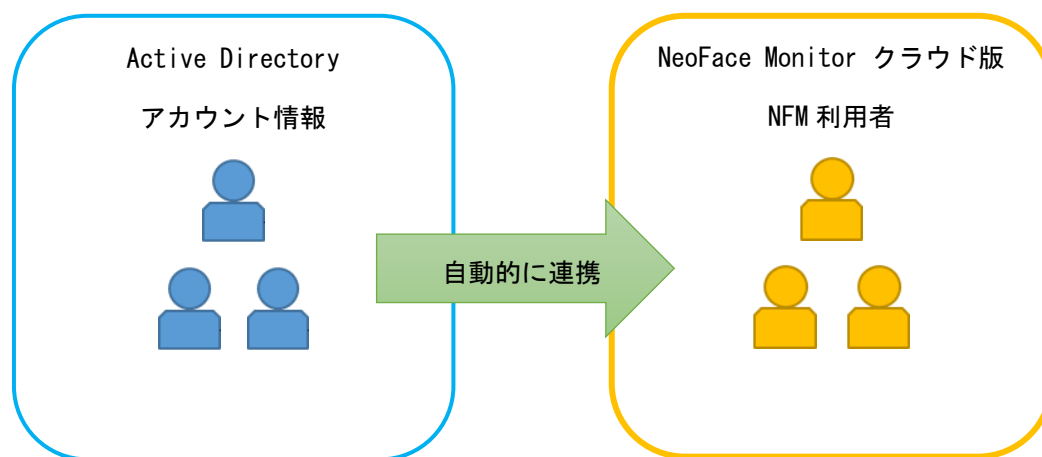 Active Directory
アカウント情報
自動的に連携
NeoFace Monitor クラウド版
NFM 利用者